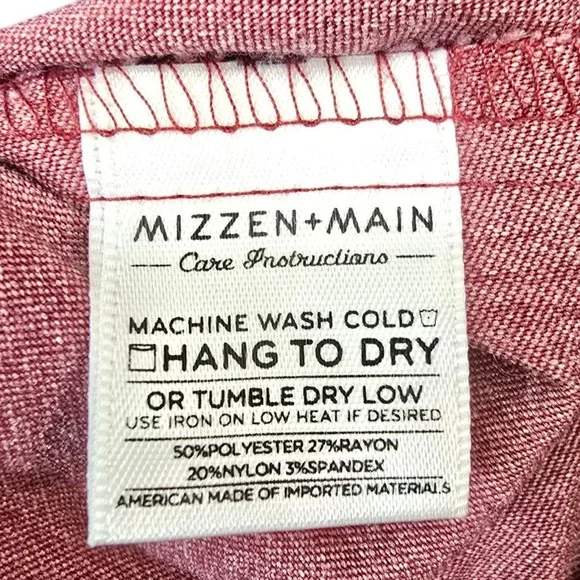 MIZZEN+MAIN
Care Instructions
MACHINE WASH COLD
HANG TO DRY
OR TUMBLE DRY LOW
USE IRON ON LOW HEAT IF DESIRED
50%POLYESTER 27%RAYON
20%NYLON 3%SPANDEX
AMERICAN MADE OF IMPORTED MATERIALS